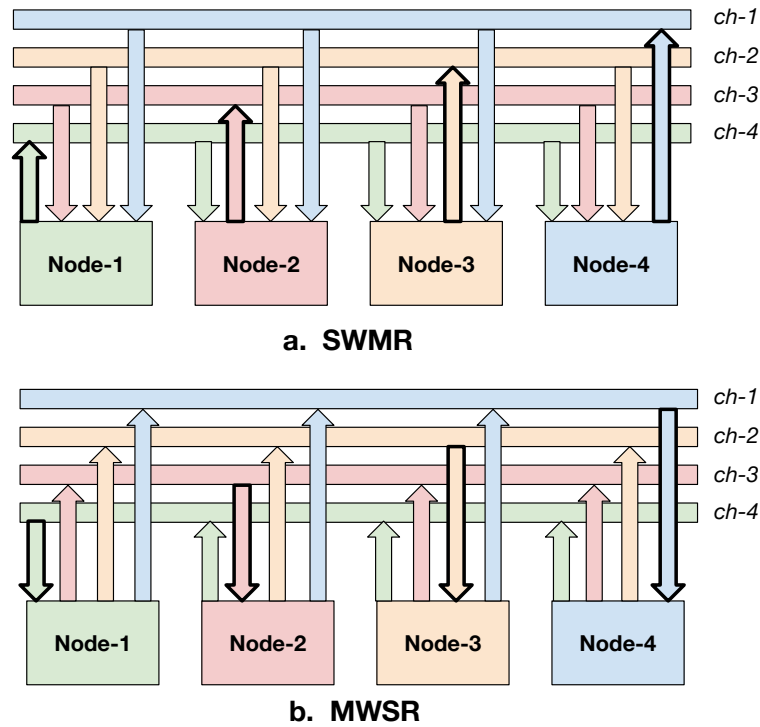 ch-1
ch-2
ch-3
ch-4
Node-1 Node-2 Node-3 Node-4
a. SWMR
ch-1
ch-2
ch-3
ch-4
Node-1 Node-2 Node-3 Node-4
b. MWSR